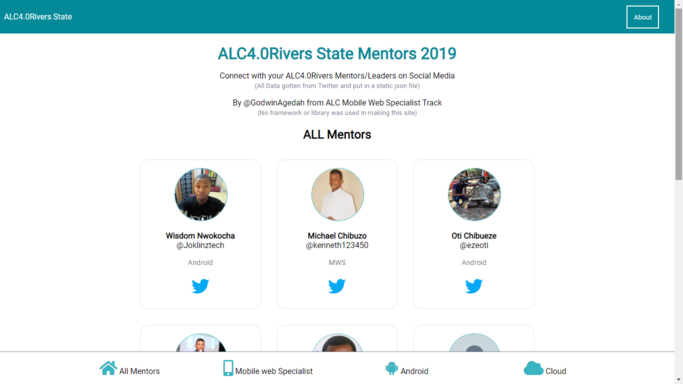 ALC4.0Rivers State
About
ALC4.0Rivers State Mentors 2019
Connect with your ALC4.0Rivers Mentors/Leaders on Social Media
(All Data gotten from Twitter and put in a static json file)
By @GodwinAgedah from ALC Mobile Web Specialist Track
(No framework or library was used in making this site)
ALL Mentors
Wisdom Nwokocha
@Joklinztech
Android
Michael Chibuzo
@kenneth123450
MWS
Oti Chibueze
@ezeoti
Android
All Mentors
Mobile web Specialist
Android
Cloud